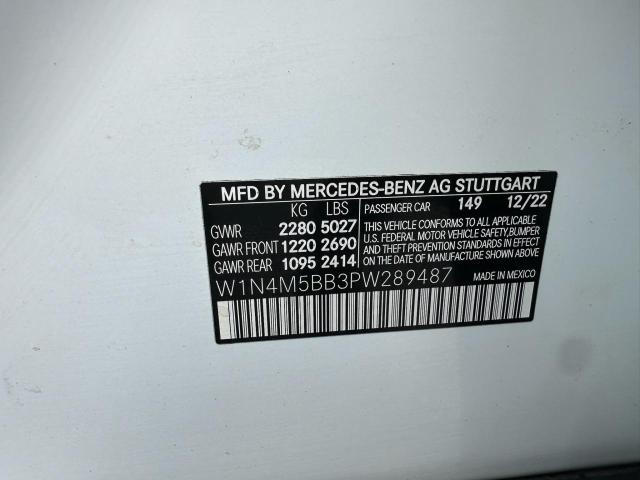 MFD BY MERCEDES-BENZ AG STUTTGART
KG LBS
GVWR 2280 5027
GAWR FRONT 1220 2690
GAWR REAR 1095 2414
PASSENGER CAR 149 12/22
THIS VEHICLE CONFORMS TO ALL APPLICABLE
U.S. FEDERAL MOTOR VEHICLE SAFETY,BUMPER
AND THEFT PREVENTION STANDARDS IN EFFECT
ON THE DATE OF MANUFACTURE SHOWN ABOVE.
W1N4M5BB3PW289487 MADE IN MEXICO